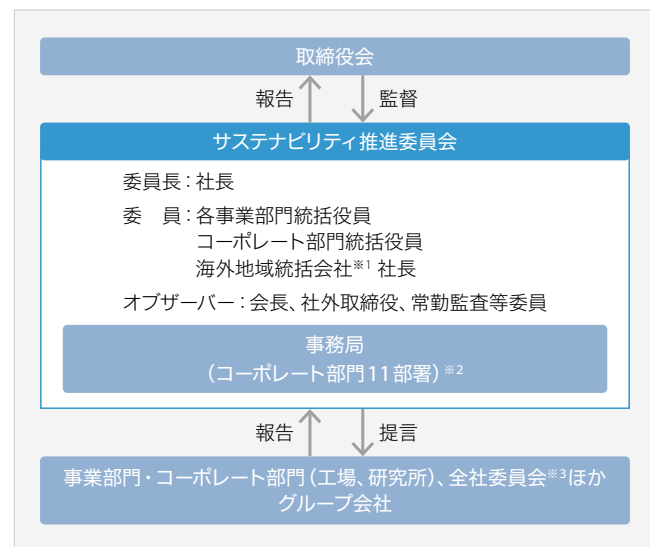 取締役会
報告 監督
サステナビリティ推進委員会
委員長：社長
委　員：各事業部門統括役員
コーポレート部門統括役員
海外地域統括会社※1 社長
オブザーバー：会長、社外取締役、常勤監査等委員
事務局
（コーポレート部門11部署）※2
報告 提言
事業部門・コーポレート部門（工場、研究所）、全社委員会※3ほか
グループ会社